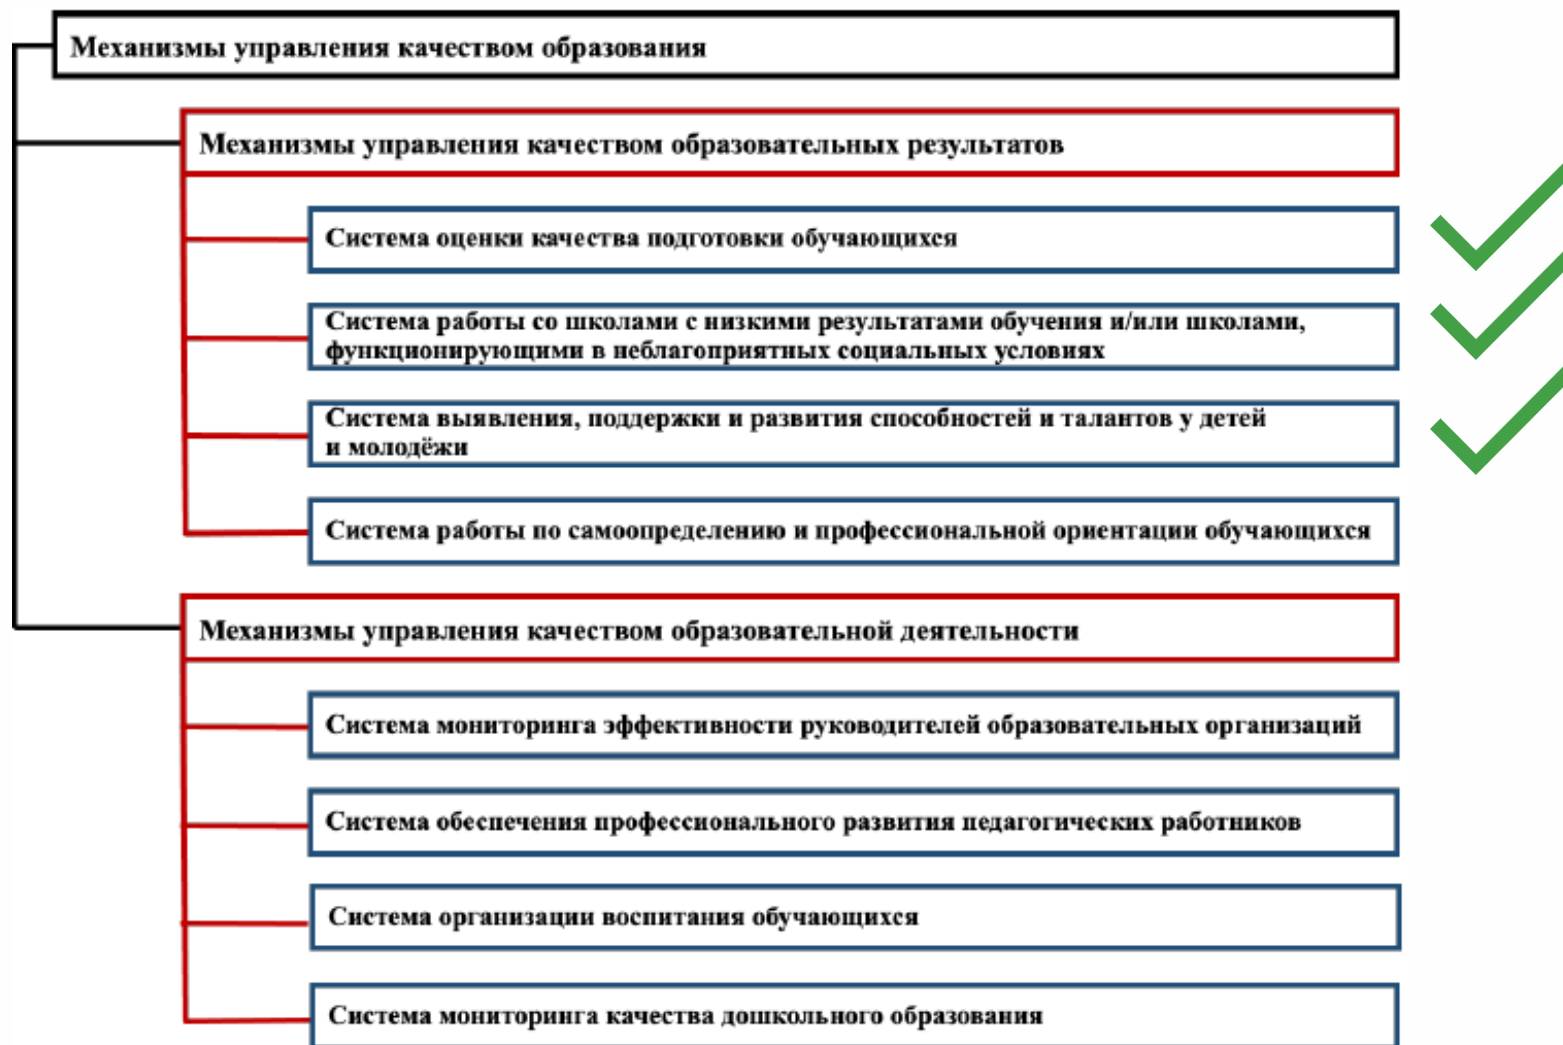 Механизмы управления качеством образования
Механизмы управления качеством образовательных результатов
Система оценки качества подготовки обучающихся
Система работы со школами с низкими результатами обучения и/или школами,
функционирующими в неблагоприятных социальных условиях
Система выявления, поддержки и развития способностей и талантов у детей
и молодёжи
Система работы по самоопределению и профессиональной ориентации обучающихся
Механизмы управления качеством образовательной деятельности
Система мониторинга эффективности руководителей образовательных организаций
Система обеспечения профессионального развития педагогических работников
Система организации воспитания обучающихся
Система мониторинга качества дошкольного образования